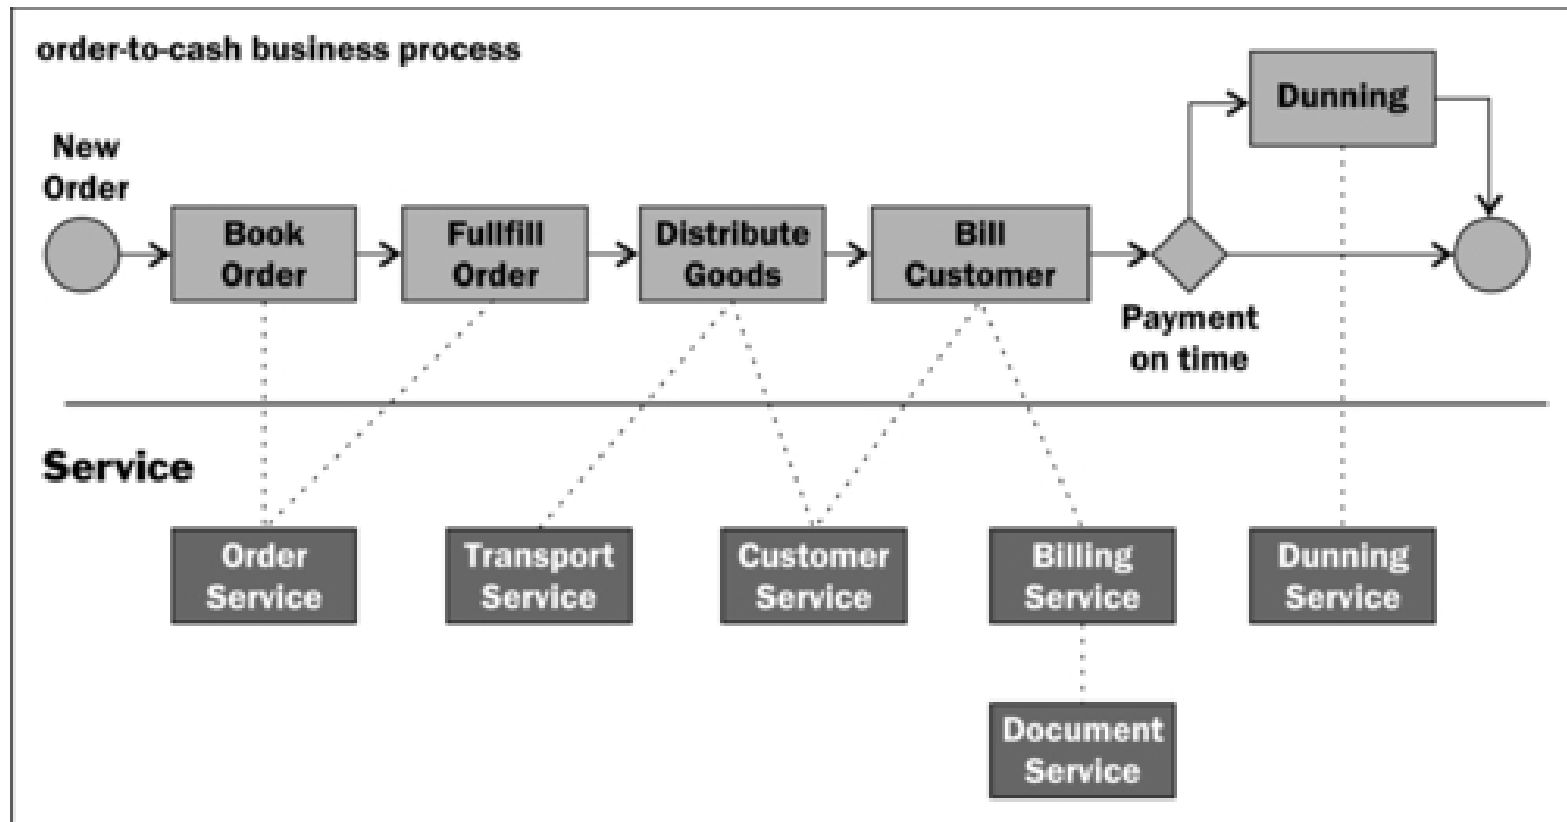 order-to-cash business process
New
Order
Book
Order
Fullfill
Order
Distribute
Goods
Bill
Customer
Payment
on time
Dunning
Service
Order
Service
Transport
Service
Customer
Service
Billing
Service
Dunning
Service
Document
Service